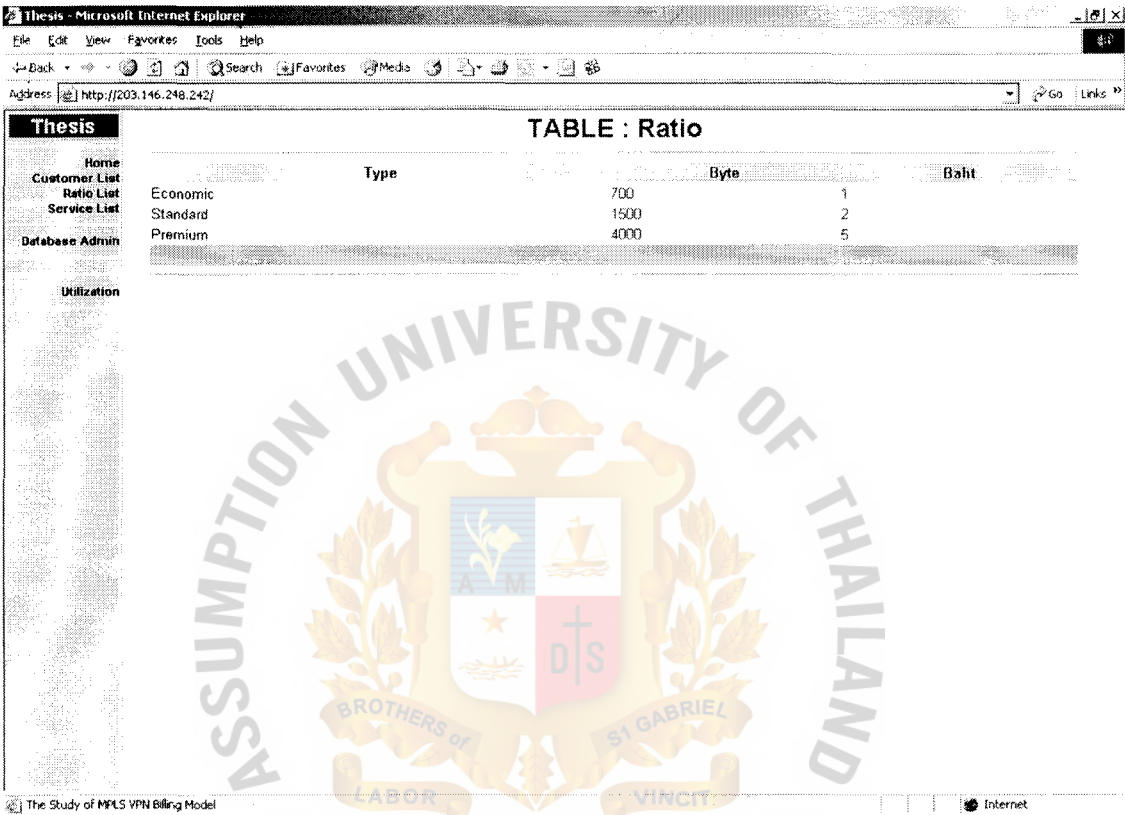 Thesis - Microsoft Internet Explorer
File Edit View Favorites Tools Help
Back Search Favorites Media
Address http://203.146.248.242/ Go Links »
Thesis
Home
Customer List
Ratio List
Service List
Database Admin
Utilization
TABLE : Ratio
Type Byte Baht
Economic 700 1
Standard 1500 2
Premium 4000 5
ASSUMPTION UNIVERSITY OF THAILAND
A M
D S
BROTHERS of St GABRIEL
LABOR VINCIT
The Study of MPLS VPN Billing Model Internet